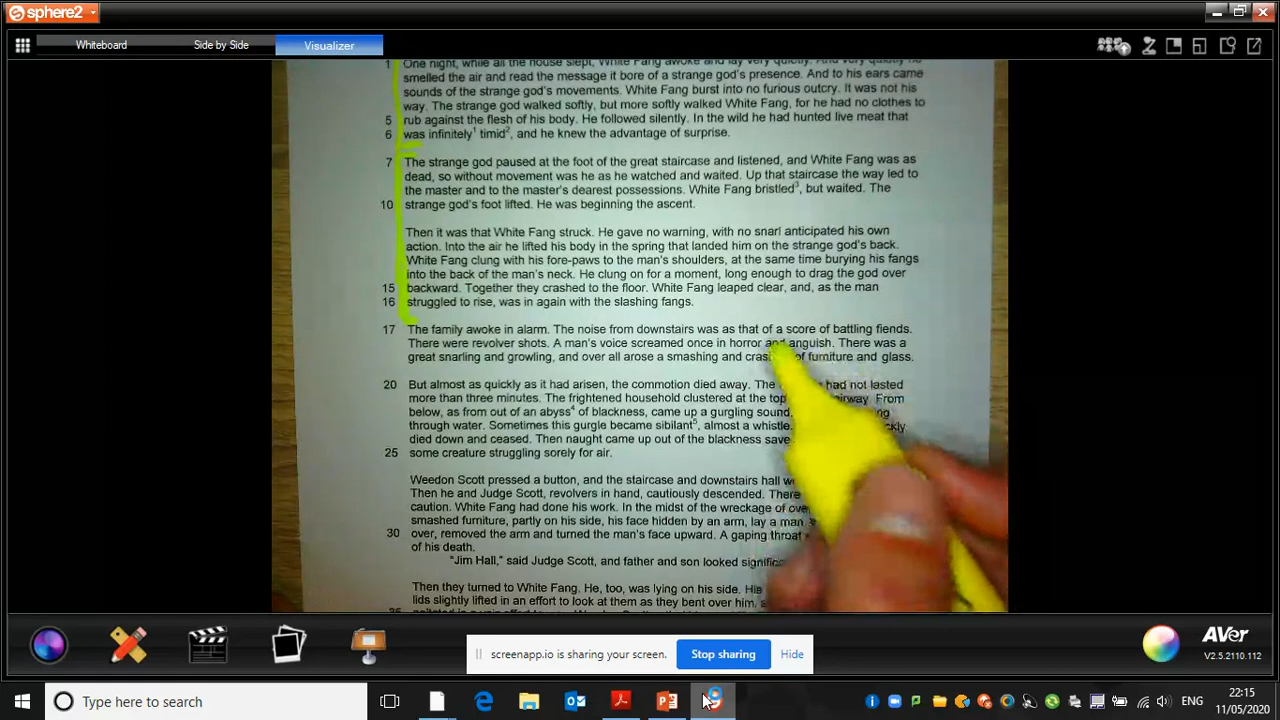 sphere2
Whiteboard
Side by Side
Visualizer
1 One night, while all the house slept, White Fang awoke and lay very quietly. And very quietly he
smelled the air and read the message it bore of a strange god's presence. And to his ears came
sounds of the strange god's movements. White Fang burst into no furious outcry. It was not his
way. The strange god walked softly, but more softly walked White Fang, for he had no clothes to
5 rub against the flesh of his body. He followed silently. In the wild he had hunted live meat that
6 was infinitely¹ timid², and he knew the advantage of surprise.
7 The strange god paused at the foot of the great staircase and listened, and White Fang was as
dead, so without movement was he as he watched and waited. Up that staircase the way led to
the master and to the master's dearest possessions. White Fang bristled³, but waited. The
10 strange god's foot lifted. He was beginning the ascent.
Then it was that White Fang struck. He gave no warning, with no snarl anticipated his own
action. Into the air he lifted his body in the spring that landed him on the strange god's back.
White Fang clung with his fore-paws to the man's shoulders, at the same time burying his fangs
into the back of the man's neck. He clung on for a moment, long enough to drag the god over
15 backward. Together they crashed to the floor. White Fang leaped clear, and, as the man
16 struggled to rise, was in again with the slashing fangs.
17 The family awoke in alarm. The noise from downstairs was as that of a score of battling fiends.
There were revolver shots. A man's voice screamed once in horror and anguish. There was a
great snarling and growling, and over all arose a smashing and crash of furniture and glass.
20 But almost as quickly as it had arisen, the commotion died away. The had not lasted
more than three minutes. The frightened household clustered at the top From
below, as from out of an abyss⁴ of blackness, came up a gurgling sound,
through water. Sometimes this gurgle became sibilant⁵, almost a whistle.
died down and ceased. Then naught came up out of the blackness save
25 some creature struggling sorely for air.
Weedon Scott pressed a button, and the staircase and downstairs hall
Then he and Judge Scott, revolvers in hand, cautiously descended. There
caution. White Fang had done his work. In the midst of the wreckage of
smashed furniture, partly on his side, his face hidden by an arm, lay a man
30 over, removed the arm and turned the man's face upward. A gaping throat
of his death.
"Jim Hall," said Judge Scott, and father and son looked
Then they turned to White Fang. He, too, was lying on his side. His
lids slightly lifted in an effort to look at them as they bent over him,
screenapp.io is sharing your screen.
Stop sharing
Hide
AVer
V2.5.2110.112
Type here to search
ENG
22:15
11/05/2020